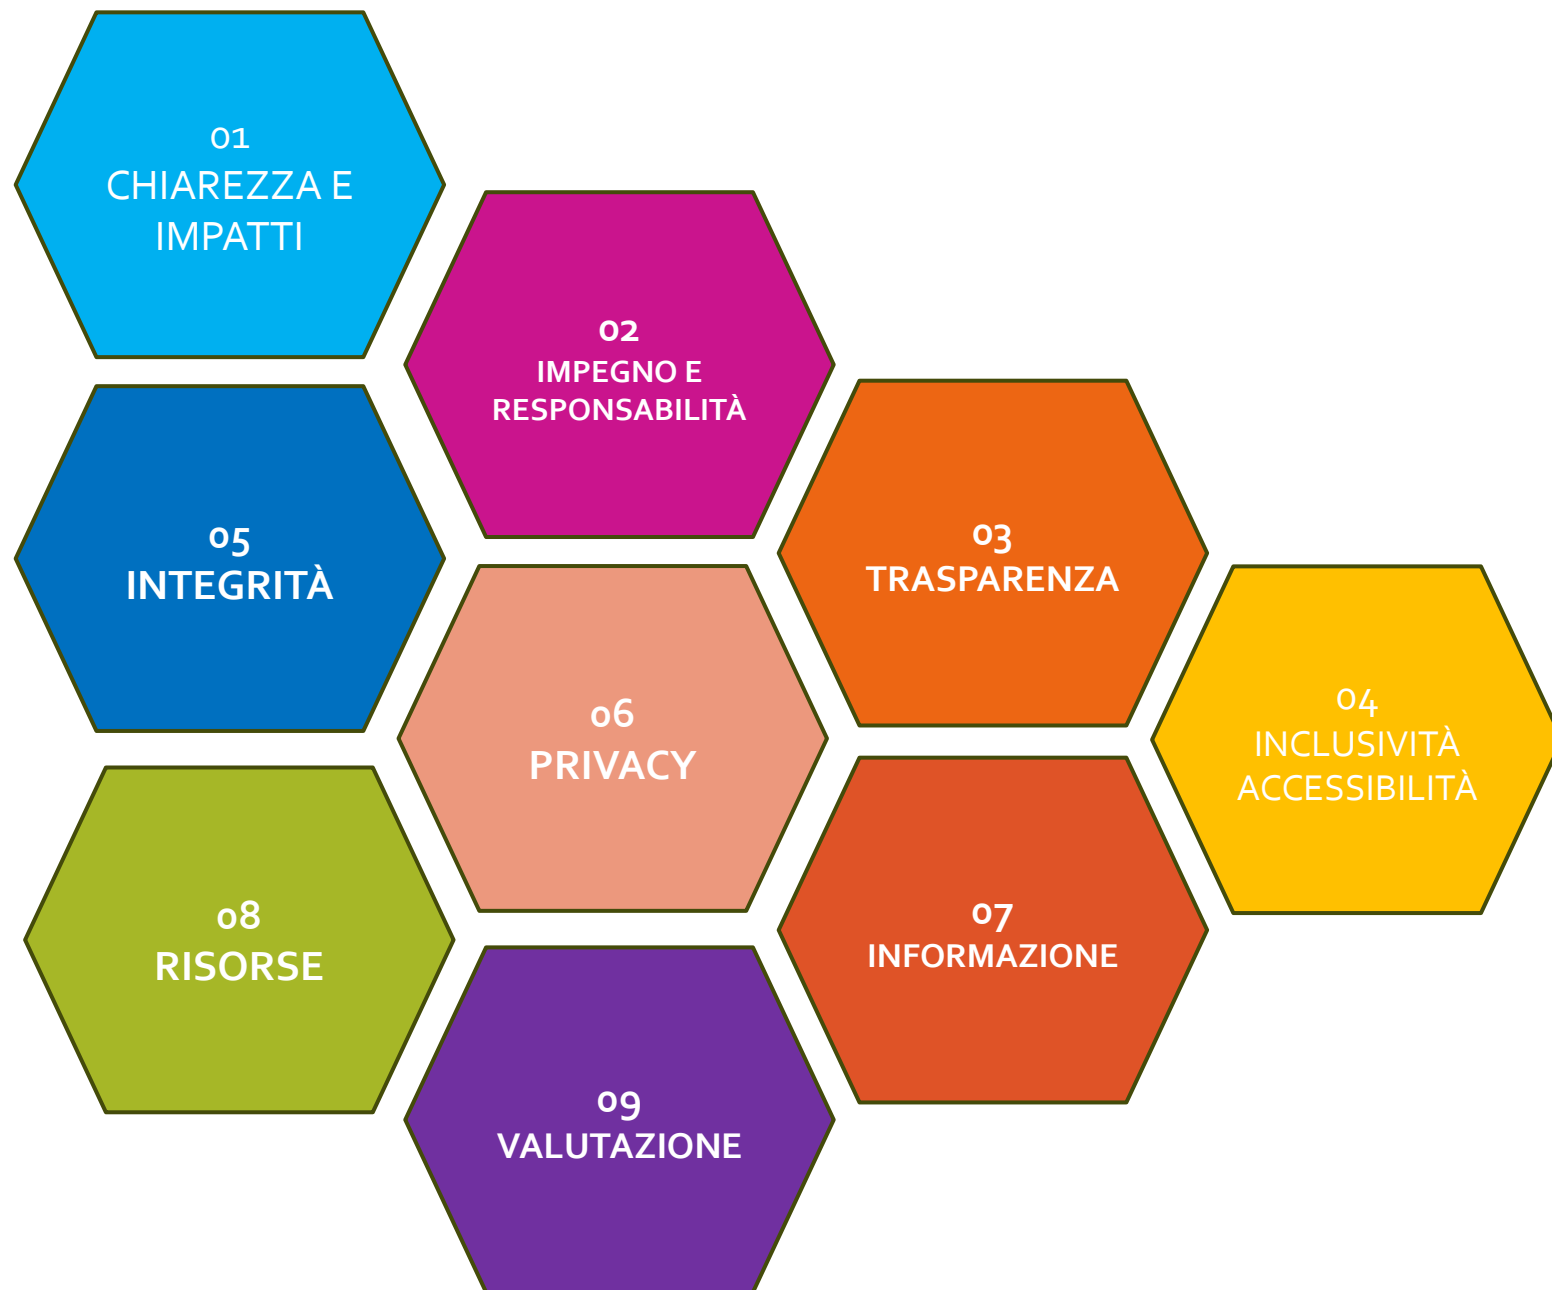 01
CHIAREZZA E
IMPATTI
02
IMPEGNO E
RESPONSABILITÀ
03
TRASPARENZA
04
INCLUSIVITÀ
ACCESSIBILITÀ
05
INTEGRITÀ
06
PRIVACY
07
INFORMAZIONE
08
RISORSE
09
VALUTAZIONE